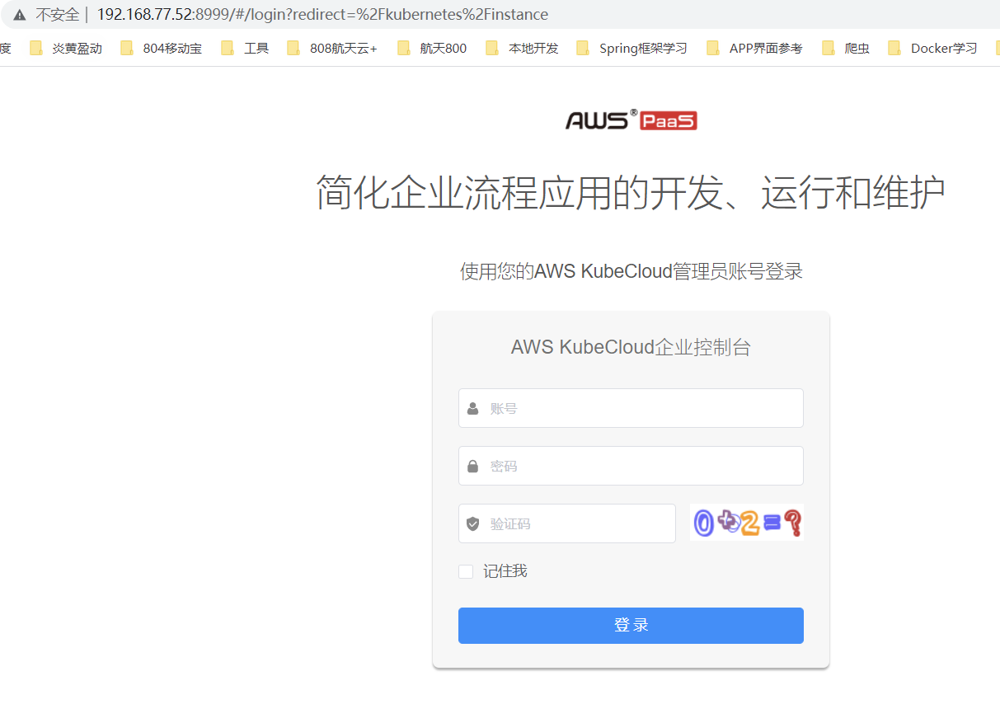 不安全 | 192.168.77.52:8999/#/login?redirect=%2Fkubernetes%2Finstance
度 炎黄盈动 804移动宝 工具 808航天云+ 航天800 本地开发 Spring框架学习 APP界面参考 爬虫 Docker学习
AWS® PaaS
简化企业流程应用的开发、运行和维护
使用您的AWS KubeCloud管理员账号登录
AWS KubeCloud企业控制台
账号
密码
验证码 0+2=?
记住我
登录